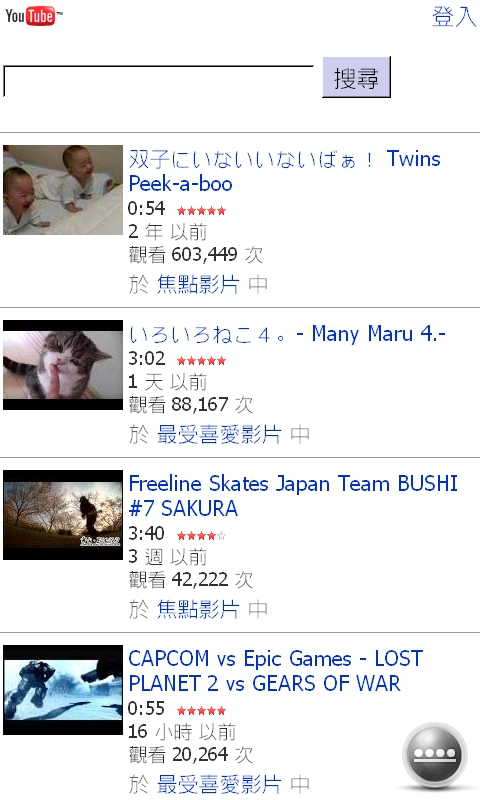 YouTube™ 登入
搜尋
双子にいないいないばぁ！ Twins
Peek-a-boo
0:54
2 年 以前
觀看 603,449 次
於 焦點影片 中
いろいろねこ４。- Many Maru 4.-
3:02
1 天 以前
觀看 88,167 次
於 最受喜愛影片 中
Freeline Skates Japan Team BUSHI
#7 SAKURA
3:40
3 週 以前
觀看 42,222 次
於 焦點影片 中
CAPCOM vs Epic Games - LOST
PLANET 2 vs GEARS OF WAR
0:55
16 小時 以前
觀看 20,264 次
於 最受喜愛影片 中